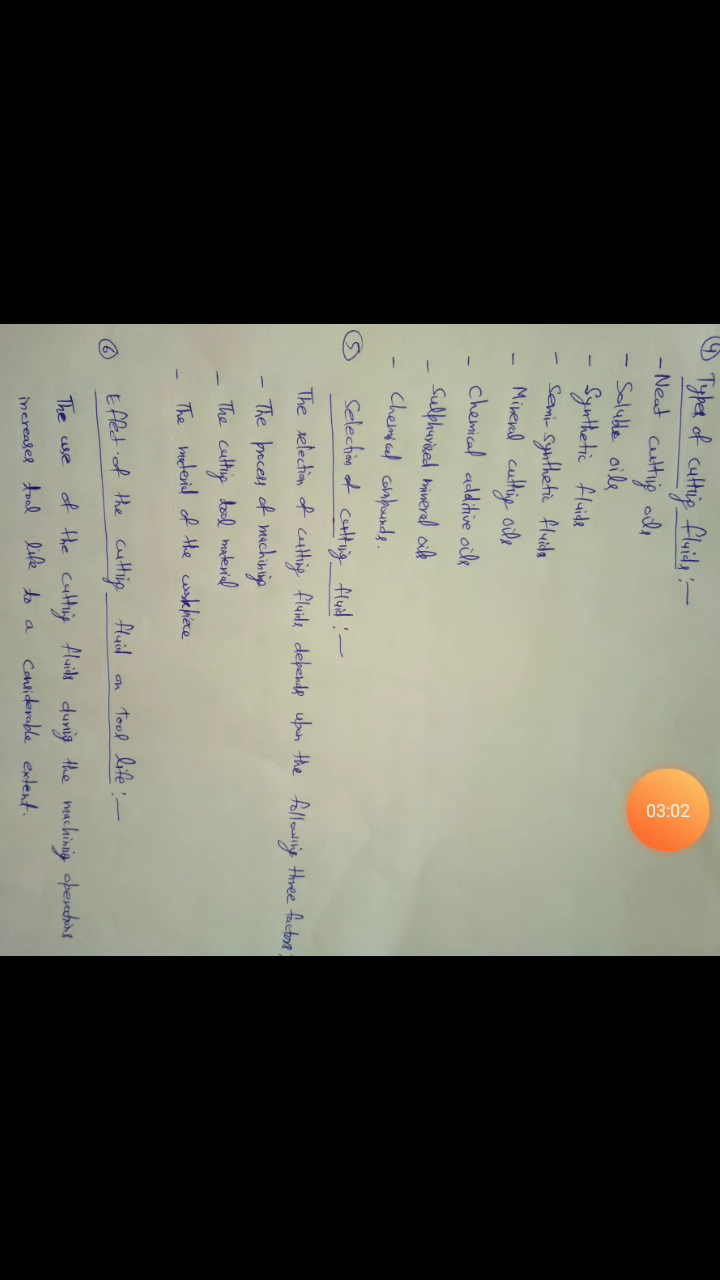 ④ Types of cutting fluids :-
- Neat cutting oils
- Soluble oils
- Synthetic fluids
- Semi-synthetic fluids
- Mineral cutting oils
- Chemical additive oils
- Sulphurized mineral oils
- Chemical compounds.
⑤ Selection of cutting fluid :-
The selection of cutting fluids depends upon the following three factors:
- The process of machining
- The cutting tool material
- The material of the workpiece
⑥ Effect of the cutting fluid on tool life :-
The use of the cutting fluids during the machining operations
increases tool life to a considerable extent.
03:02